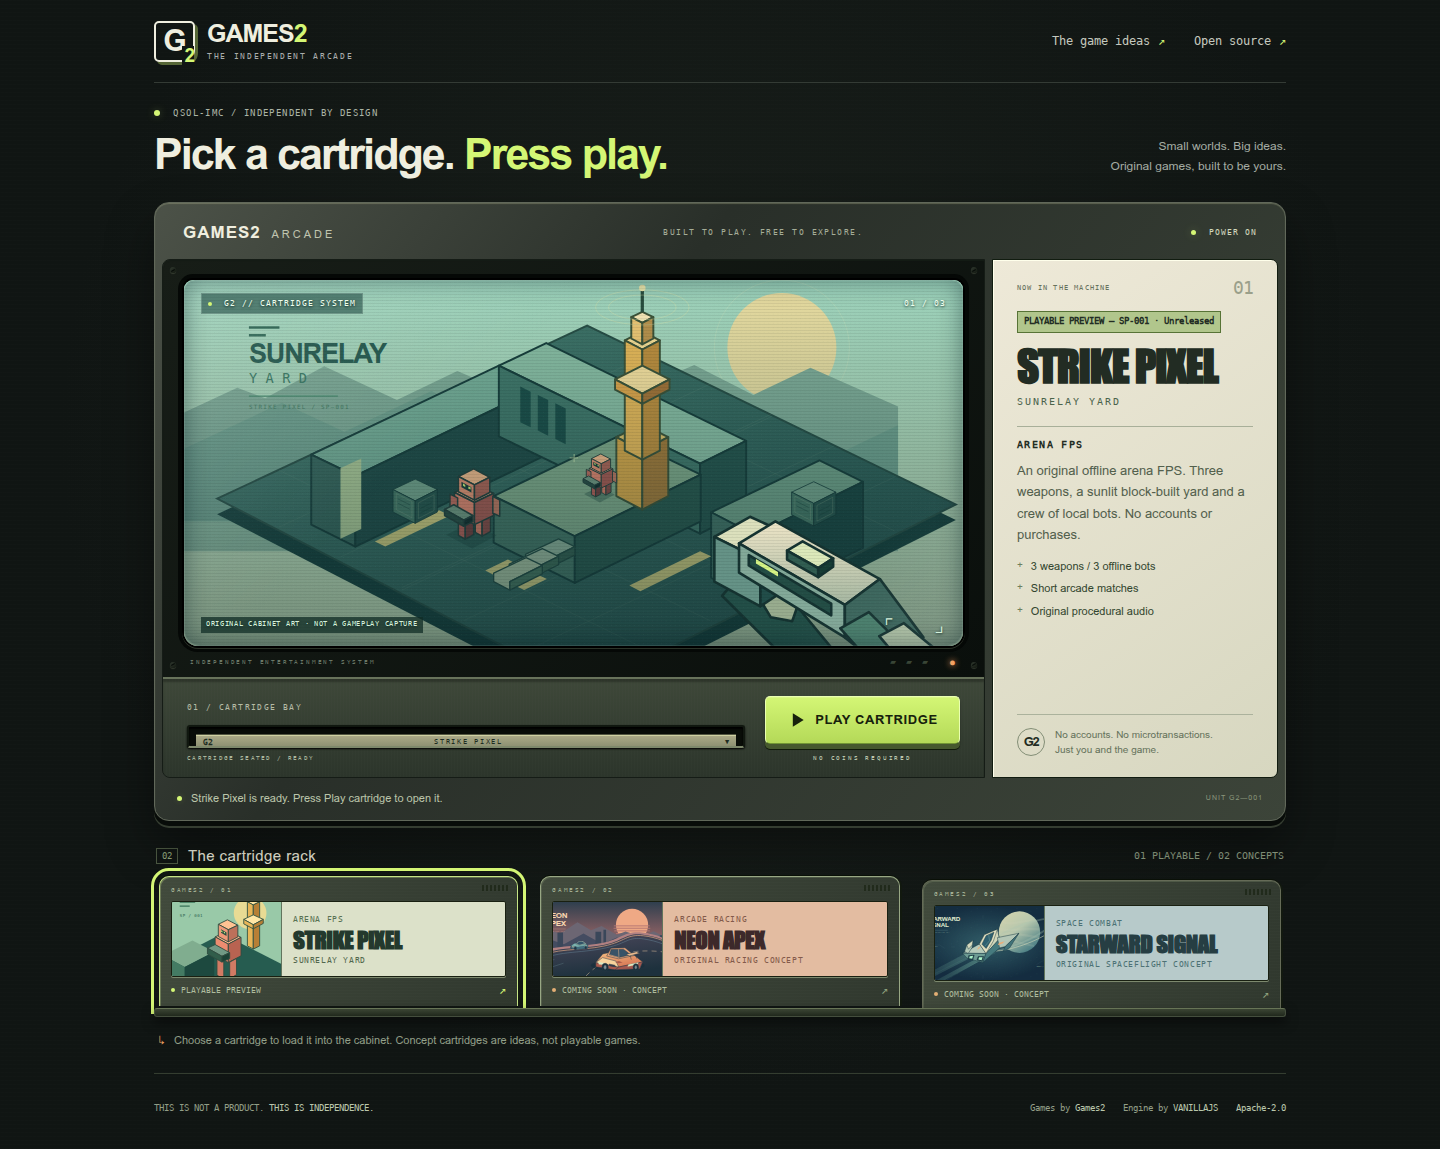 G2
GAMES2
THE INDEPENDENT ARCADE
The game ideas ↗
Open source ↗
QSOL-IMC / INDEPENDENT BY DESIGN
Pick a cartridge. Press play.
Small worlds. Big ideas.
Original games, built to be yours.
GAMES2 ARCADE
BUILT TO PLAY. FREE TO EXPLORE.
POWER ON
G2 // CARTRIDGE SYSTEM
01 / 03
SUNRELAY
YARD
STRIKE PIXEL / SP-001
ORIGINAL CABINET ART · NOT A GAMEPLAY CAPTURE
INDEPENDENT ENTERTAINMENT SYSTEM
01 / CARTRIDGE BAY
G2 STRIKE PIXEL ▼
CARTRIDGE SEATED / READY
PLAY CARTRIDGE
NO COINS REQUIRED
NOW IN THE MACHINE
01
PLAYABLE PREVIEW — SP-001 · Unreleased
STRIKE PIXEL
SUNRELAY YARD
ARENA FPS
An original offline arena FPS. Three
weapons, a sunlit block-built yard and a
crew of local bots. No accounts or
purchases.
+ 3 weapons / 3 offline bots
+ Short arcade matches
+ Original procedural audio
G2
No accounts. No microtransactions.
Just you and the game.
Strike Pixel is ready. Press Play cartridge to open it.
UNIT G2—001
02 The cartridge rack
01 PLAYABLE / 02 CONCEPTS
GAMES2 / 01
SP / 001
ARENA FPS
STRIKE PIXEL
SUNRELAY YARD
PLAYABLE PREVIEW ↗
GAMES2 / 02
EON
PEX
ARCADE RACING
NEON APEX
ORIGINAL RACING CONCEPT
COMING SOON · CONCEPT ↗
GAMES2 / 03
ARWARD
GNAL
SPACE COMBAT
STARWARD SIGNAL
ORIGINAL SPACEFLIGHT CONCEPT
COMING SOON · CONCEPT ↗
↳ Choose a cartridge to load it into the cabinet. Concept cartridges are ideas, not playable games.
THIS IS NOT A PRODUCT. THIS IS INDEPENDENCE.
Games by Games2
Engine by VANILLAJS
Apache-2.0